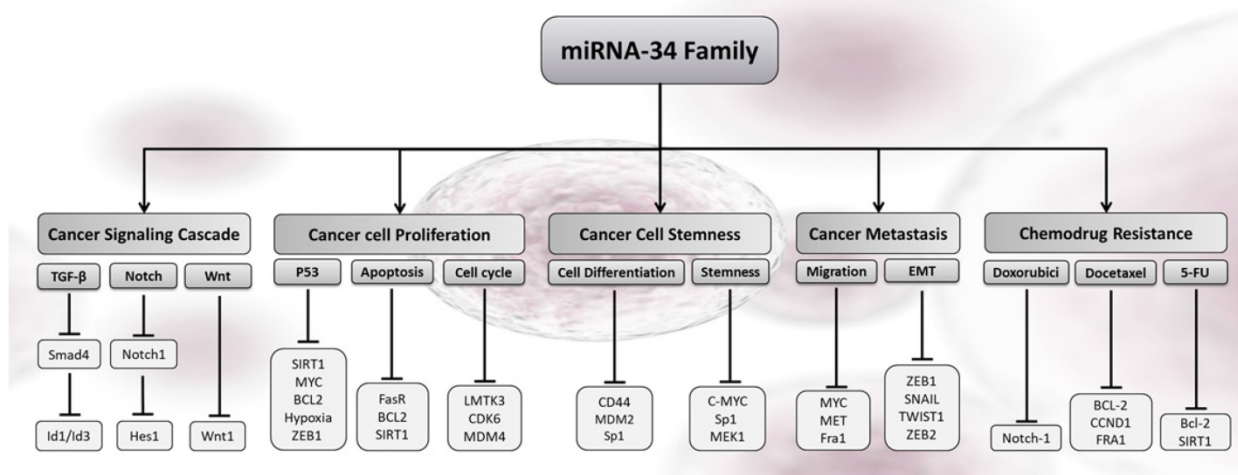 miRNA-34 Family
Cancer Signaling Cascade
TGF-β
Notch
Wnt
Smad4
Notch1
Id1/Id3
Hes1
Wnt1
Cancer cell Proliferation
P53
Apoptosis
Cell cycle
SIRT1
MYC
BCL2
Hypoxia
ZEB1
FasR
BCL2
SIRT1
LMTK3
CDK6
MDM4
Cancer Cell Stemness
Cell Differentiation
Stemness
CD44
MDM2
Sp1
C-MYC
Sp1
MEK1
Cancer Metastasis
Migration
EMT
MYC
MET
Fra1
ZEB1
SNAIL
TWIST1
ZEB2
Chemodrug Resistance
Doxorubici
Docetaxel
5-FU
Notch-1
BCL-2
CCND1
FRA1
Bcl-2
SIRT1